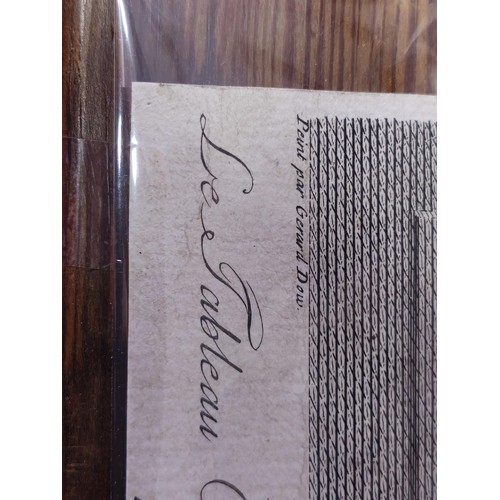 Peint par Gerard Dow.
Le Tableau